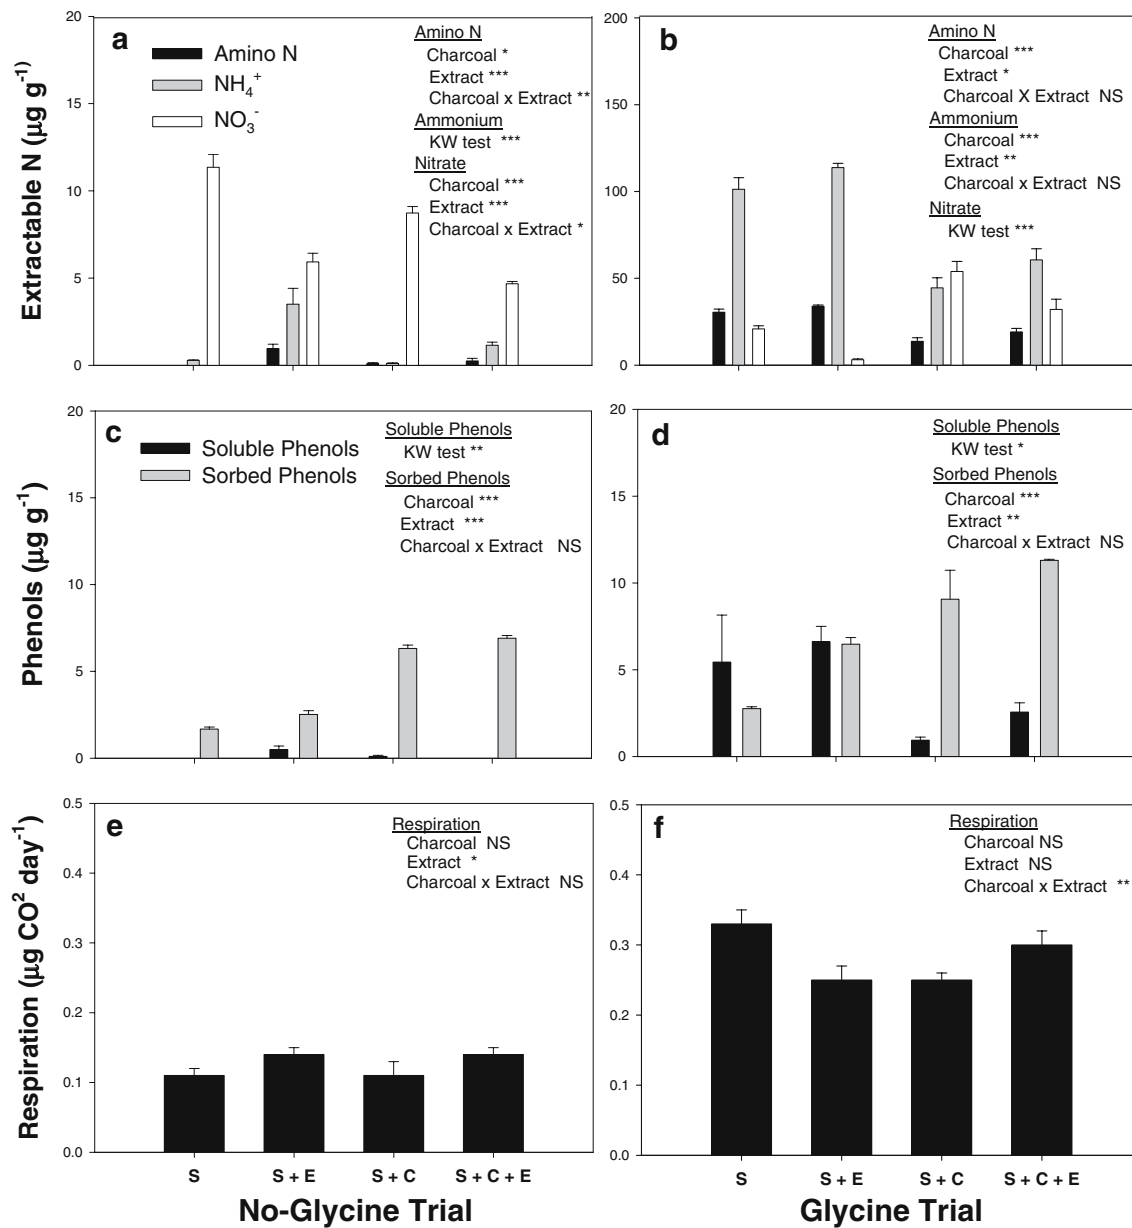 a
Amino N
NH₄⁺
NO₃⁻
Amino N
Charcoal *
Extract ***
Charcoal x Extract **
Ammonium
KW test ***
Nitrate
Charcoal ***
Extract ***
Charcoal x Extract *
20
15
10
5
0
Extractable N (µg g⁻¹)
b
Amino N
Charcoal ***
Extract *
Charcoal X Extract NS
Ammonium
Charcoal ***
Extract **
Charcoal x Extract NS
Nitrate
KW test ***
200
150
100
50
0
c
Soluble Phenols
Sorbed Phenols
Soluble Phenols
KW test **
Sorbed Phenols
Charcoal ***
Extract ***
Charcoal x Extract NS
20
15
10
5
0
Phenols (µg g⁻¹)
d
Soluble Phenols
KW test *
Sorbed Phenols
Charcoal ***
Extract **
Charcoal x Extract NS
20
15
10
5
0
e
Respiration
Charcoal NS
Extract *
Charcoal x Extract NS
0.5
0.4
0.3
0.2
0.1
0.0
Respiration (µg CO² day⁻¹)
S
S + E
S + C
S + C + E
No-Glycine Trial
f
Respiration
Charcoal NS
Extract NS
Charcoal x Extract **
0.5
0.4
0.3
0.2
0.1
0.0
S
S + E
S + C
S + C + E
Glycine Trial